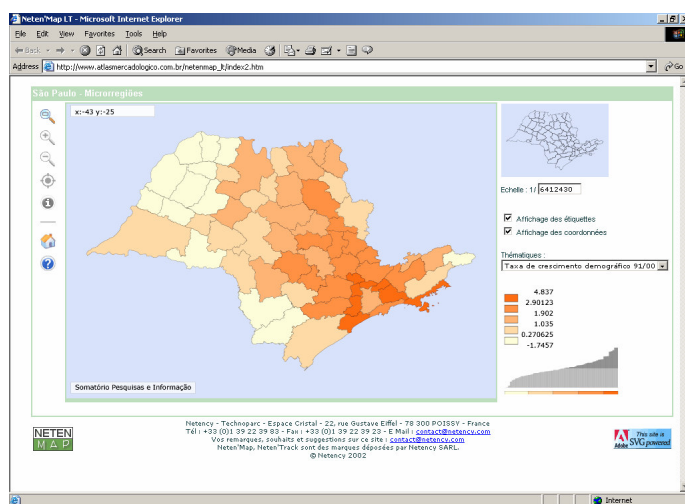 Neten'Map LT - Microsoft Internet Explorer
File Edit View Favorites Tools Help
Back Search Favorites Media
Address http://www.atlasmercadologico.com.br/netenmap_lt/index2.htm Go
São Paulo - Microrregiões
x:-43 y:-25
Echelle : 1/ 6412430
Affichage des étiquettes
Affichage des coordonnées
Thématiques :
Taxa de crescimento demográfico 91/00
4.837
2.90123
1.902
1.035
0.270625
-1.7457
Somatório Pesquisas e Informação
NETEN
MAP
Netency - Technoparc - Espace Cristal - 22, rue Gustave Eiffel - 78 300 POISSY - France
Tél : +33 (0)1 39 22 39 83 - Fax : +33 (0)1 39 22 39 23 - E Mail : contact@netency.com
Vos remarques, souhaits et suggestions sur ce site : contact@netency.com
Neten'Map, Neten'Track sont des marques déposées par Netency SARL.
© Netency 2002
Adobe
This site is
SVG powered
Internet